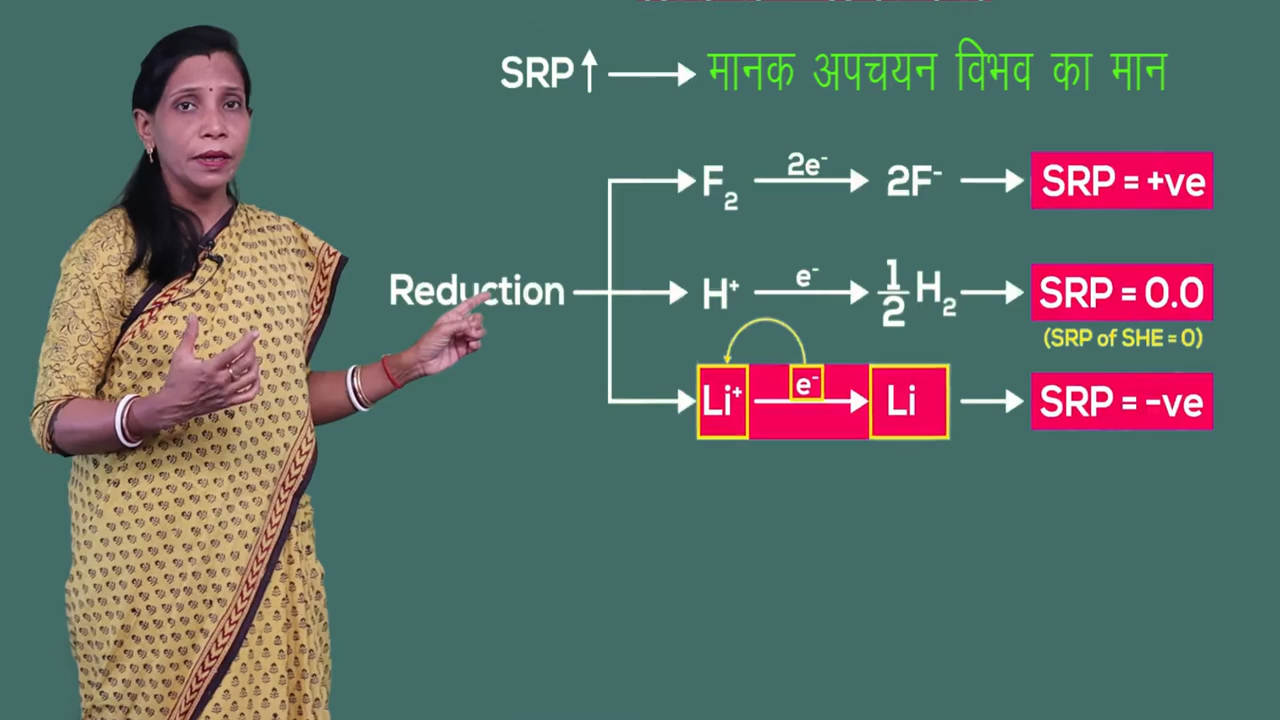 SRP↑ → मानक अपचयन विभव का मान
F₂ 2e⁻→ 2F⁻ → SRP = +ve
Reduction → H⁺ e⁻→ ½ H₂ → SRP = 0.0
(SRP of SHE = 0)
Li⁺ e⁻→ Li → SRP = -ve